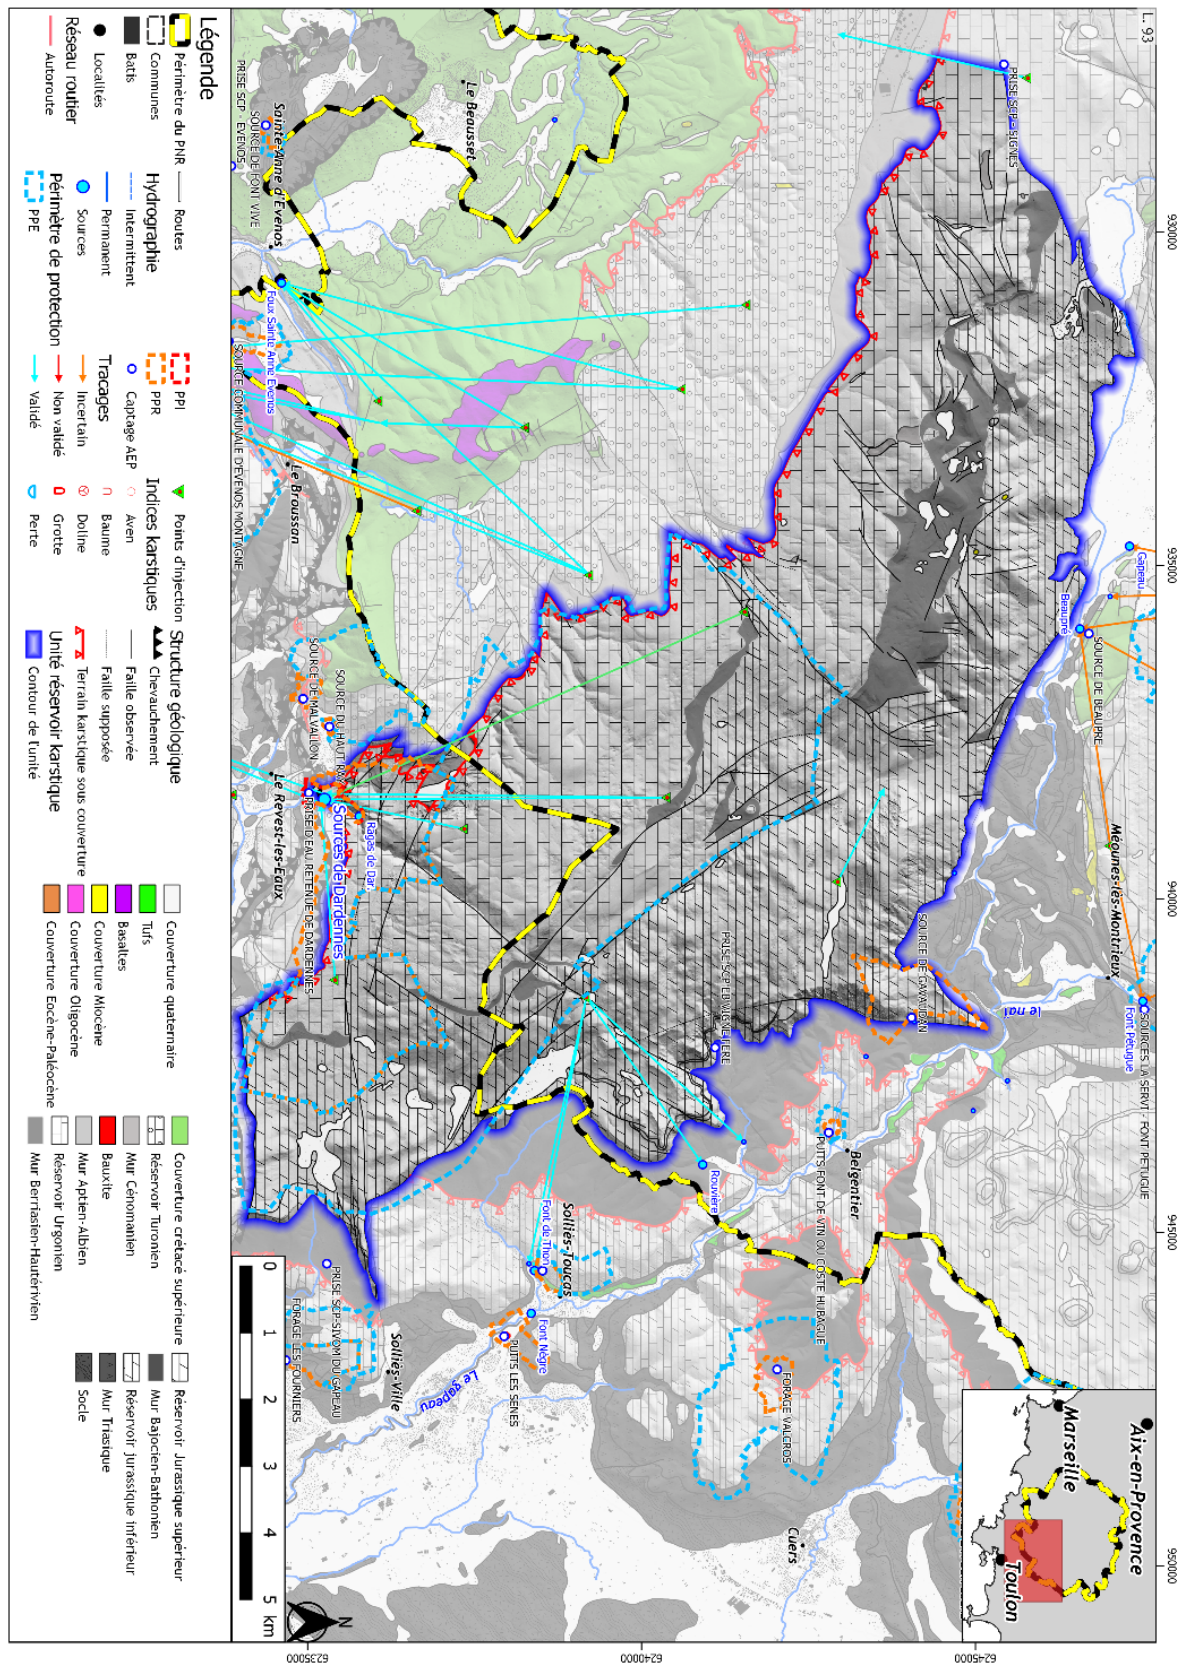 L. 93
930000
935000
940000
945000
950000
6235000
6240000
6245000
PRISE SCP - SIGNES
Gapeau
Beaupré
SOURCE DE BEAUPRE
Méounes-lès-Montrieux
SOURCES LA SERVI - FONT PETUGUE
Font Pétugue
Le Beausset
Sainte-Anne d'Evenos
SOURCE DE FONT VIVE
PRISE SCP - EVENOS
Foux Sainte Anne Evenos
SOURCE COMMUNALE D'EVENOS MONTAGNE
Le Broussan
SOURCE DE MALVALLON
SOURCE DU HAUT RAY
Ragas de Dar.
Sources de Dardennes
PRISE D'EAU RETENUE DE DARDENNES
Le Revest-les-Eaux
SOURCE DE GAVAUDAN
PRISE SCP LB VIGNETIERE
le naï
PUITS FONT DE VIN OU COSTE HUBAGUE
Belgentier
Rouvière
Solliès-Toucas
Font de Thon
Font Nègre
PUITS LES SENES
Le gapeau
Solliès-Ville
PRISE SCP-SIVOM DU GAPEAU
FORAGE LES FOURNIERS
FORAGE VALCROS
Cuers
Aix-en-Provence
Marseille
Toulon
N
0 1 2 3 4 5 km
Légende
Périmètre du PNR
Communes
Batis
Localités
Réseau routier
Autoroute
Routes
Hydrographie
Intermittent
Permanent
Sources
Périmètre de protection
PPE
PPI
PPR
Captage AEP
Tracages
Incertain
Non validé
Validé
Points d'injection
Indices karstiques
Aven
Baume
Doline
Grotte
Perte
Structure géologique
Chevauchement
Faille observée
Faille supposée
Terrain karstique sous couverture
Unité réservoir karstique
Contour de l'unité
Couverture quaternaire
Tufs
Basaltes
Couverture Miocène
Couverture Oligocène
Couverture Eocène-Paléocène
Couverture crétacé supérieure
Réservoir Turonien
Mur Cénomanien
Bauxite
Mur Aptien-Albien
Réservoir Urgonien
Mur Berriasien-Hautérivien
Réservoir Jurassique supérieur
Mur Bajocien-Bathonien
Réservoir jurassique inférieur
Mur Triasique
Socle